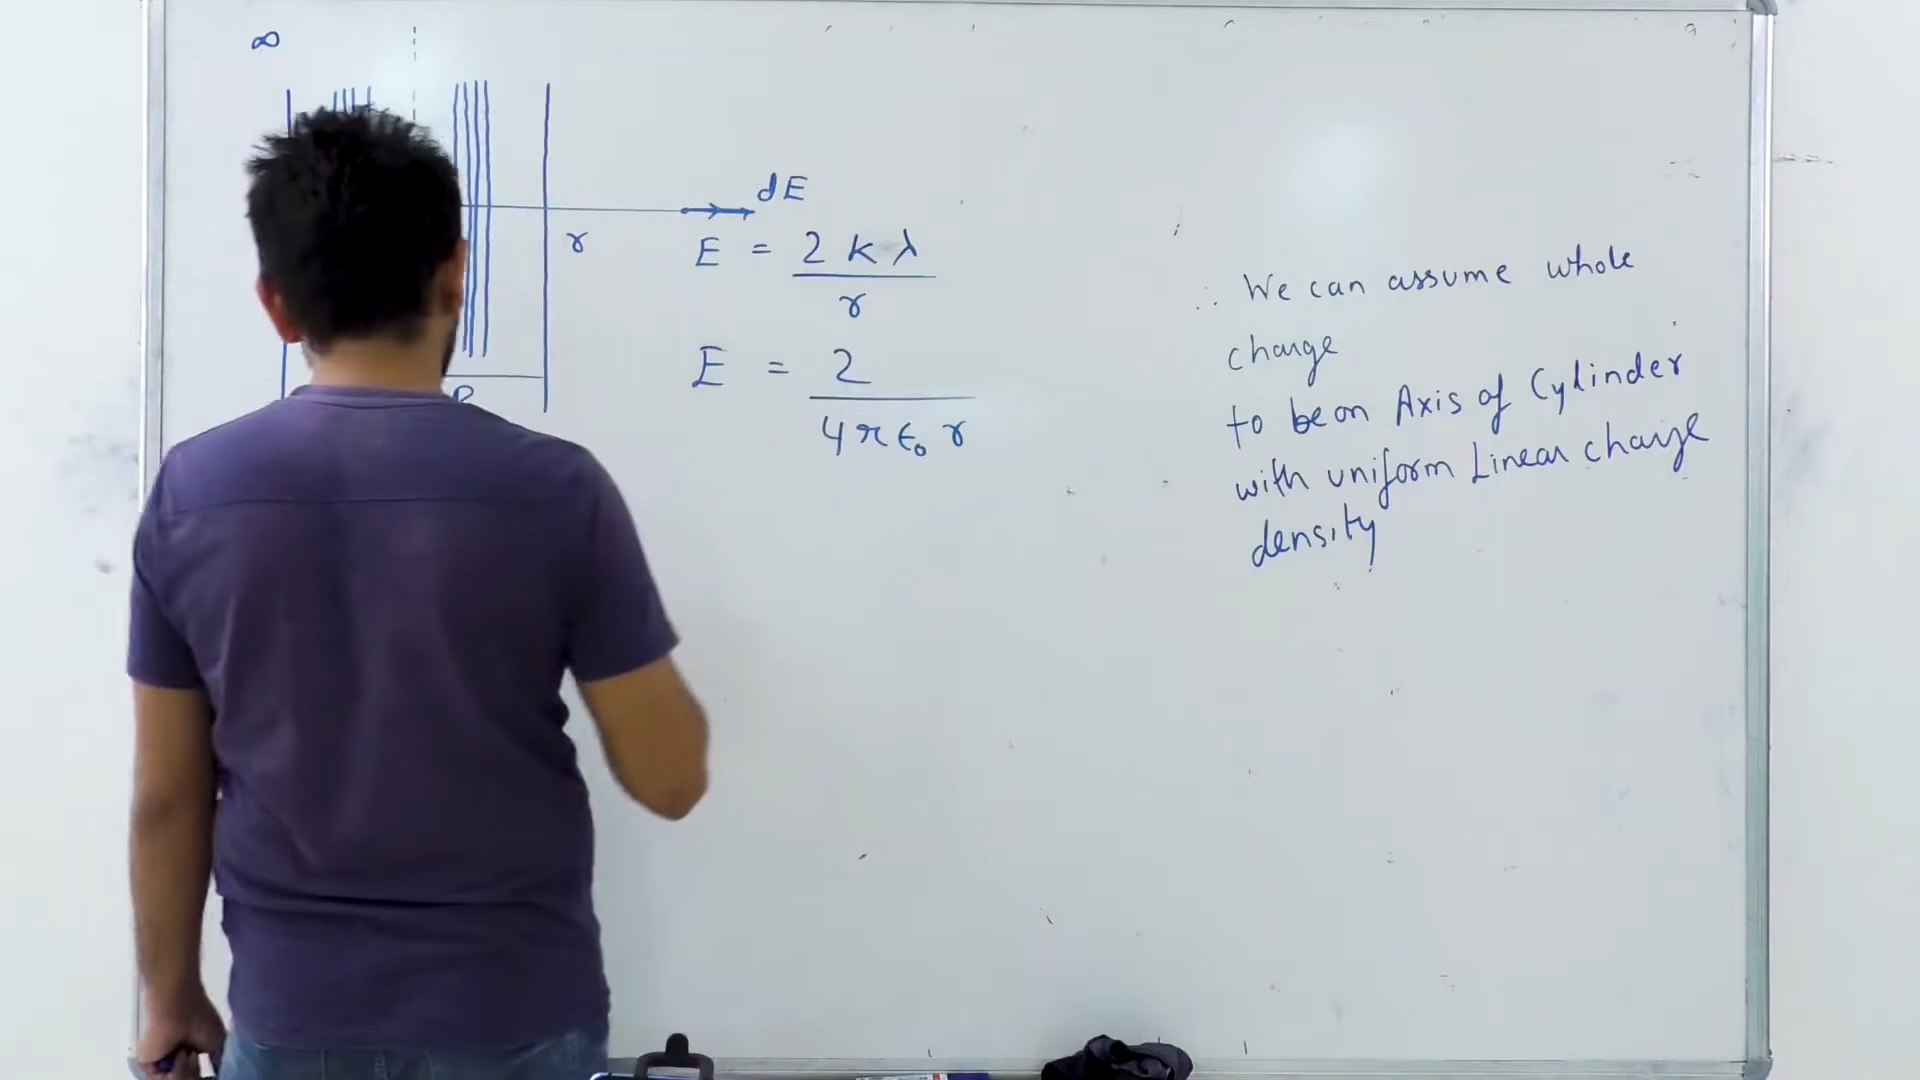 ∞
dE
r
E = 2 k λ / r
E = 2 / 4 π ϵ₀ r
R
∴ We can assume whole
charge
to be on Axis of Cylinder
with uniform Linear charge
density